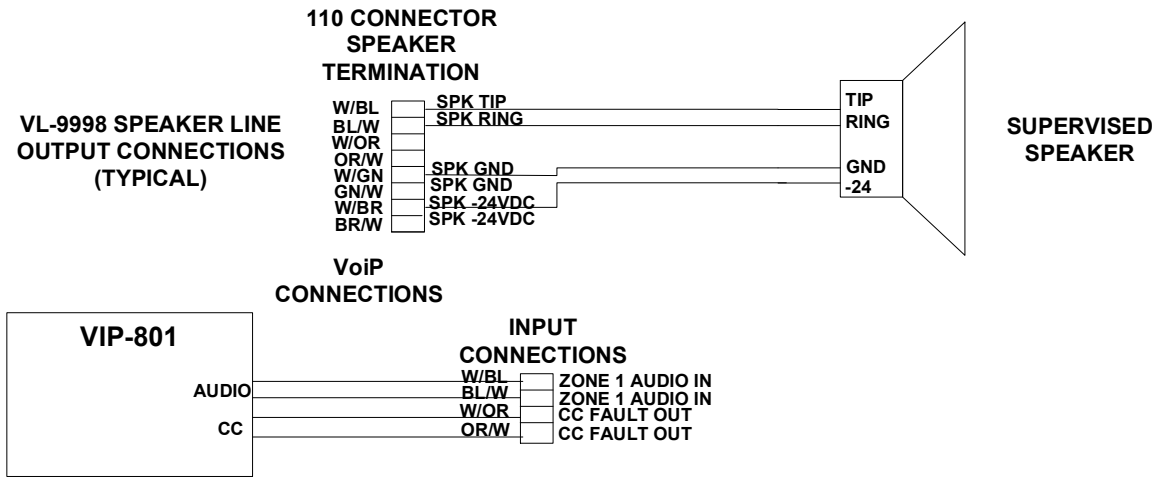 110 CONNECTOR
SPEAKER
TERMINATION
VL-9998 SPEAKER LINE
OUTPUT CONNECTIONS
(TYPICAL)
W/BL
BL/W
W/OR
OR/W
W/GN
GN/W
W/BR
BR/W
SPK TIP
SPK RING
SPK GND
SPK GND
SPK -24VDC
SPK -24VDC
TIP
RING
GND
-24
SUPERVISED
SPEAKER
VoiP
CONNECTIONS
VIP-801
AUDIO
CC
INPUT
CONNECTIONS
W/BL
BL/W
W/OR
OR/W
ZONE 1 AUDIO IN
ZONE 1 AUDIO IN
CC FAULT OUT
CC FAULT OUT